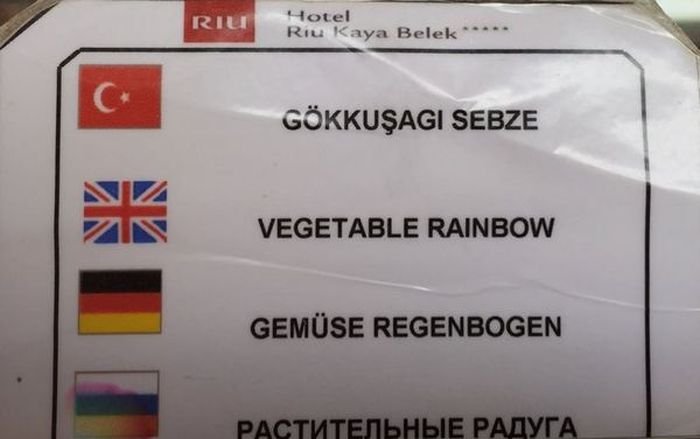 RIU
Hotel
Riu Kaya Belek*****
GÖKKUŞAGI SEBZE
VEGETABLE RAINBOW
GEMÜSE REGENBOGEN
РАСТИТЕЛЬНЫЕ РАДУГА